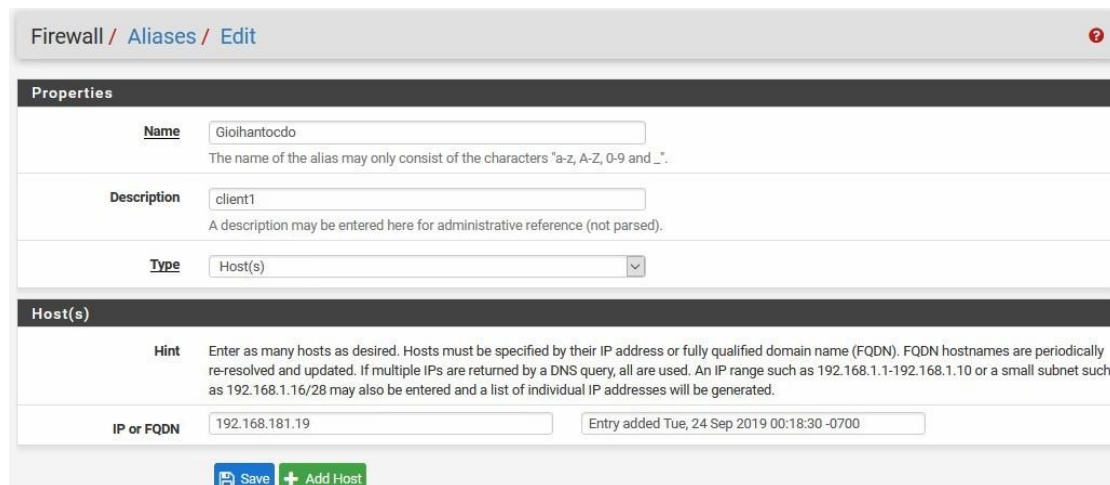 Firewall / Aliases / Edit
Properties
Name
Gioihantocdo
The name of the alias may only consist of the characters "a-z, A-Z, 0-9 and _".
Description
client1
A description may be entered here for administrative reference (not parsed).
Type
Host(s)
Host(s)
Hint
Enter as many hosts as desired. Hosts must be specified by their IP address or fully qualified domain name (FQDN). FQDN hostnames are periodically
re-resolved and updated. If multiple IPs are returned by a DNS query, all are used. An IP range such as 192.168.1.1-192.168.1.10 or a small subnet such
as 192.168.1.16/28 may also be entered and a list of individual IP addresses will be generated.
IP or FQDN
192.168.181.19
Entry added Tue, 24 Sep 2019 00:18:30 -0700
Save
Add Host